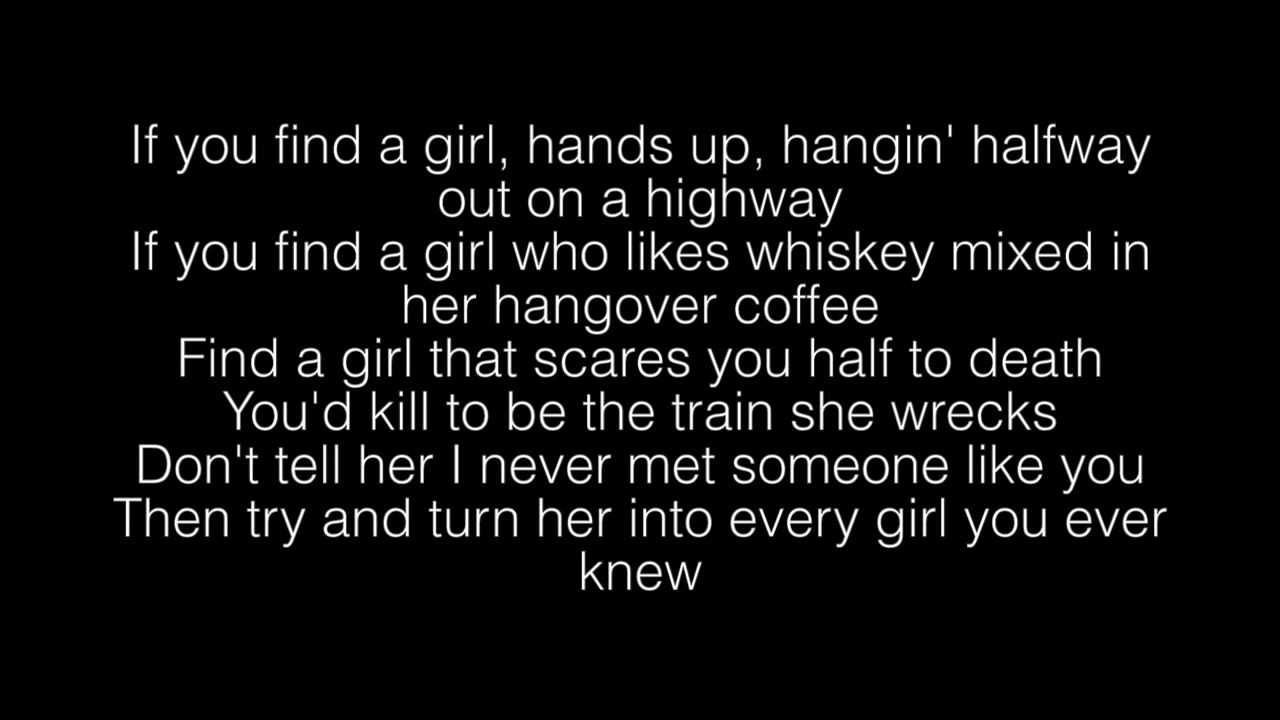 If you find a girl, hands up, hangin' halfway
out on a highway
If you find a girl who likes whiskey mixed in
her hangover coffee
Find a girl that scares you half to death
You'd kill to be the train she wrecks
Don't tell her I never met someone like you
Then try and turn her into every girl you ever
knew